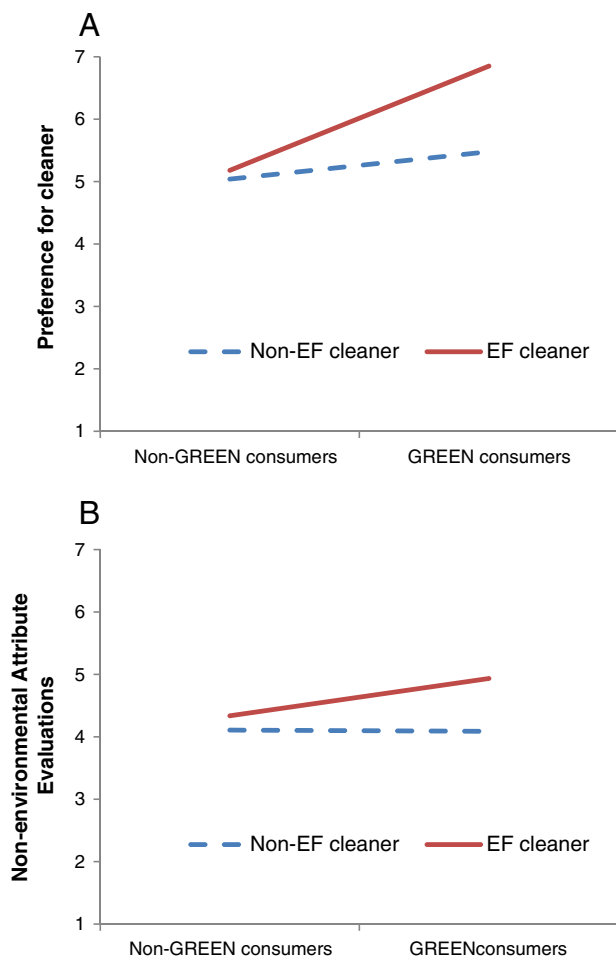 A
7
6
5
4
3
2
1
Preference for cleaner
Non-EF cleaner EF cleaner
Non-GREEN consumers GREEN consumers
B
7
6
5
4
3
2
1
Non-environmental Attribute
Evaluations
Non-EF cleaner EF cleaner
Non-GREEN consumers GREENconsumers